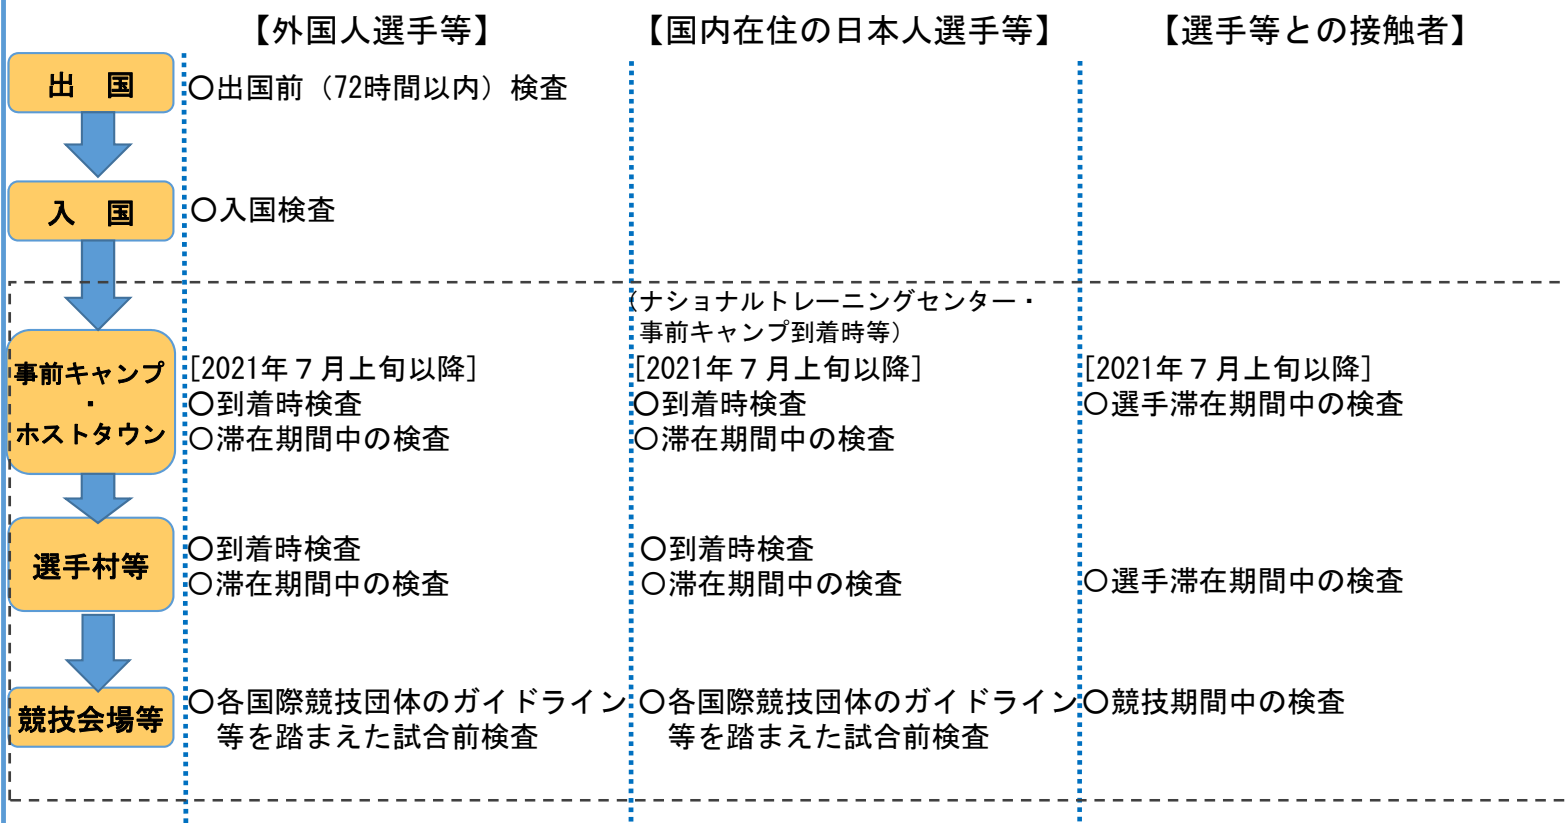 【外国人選手等】
【国内在住の日本人選手等】
【選手等との接触者】
出　国
〇出国前（72時間以内）検査
入　国
〇入国検査
（ナショナルトレーニングセンター・
事前キャンプ到着時等）
事前キャンプ
・
ホストタウン
[2021年７月上旬以降]
〇到着時検査
〇滞在期間中の検査
[2021年７月上旬以降]
〇到着時検査
〇滞在期間中の検査
[2021年７月上旬以降]
〇選手滞在期間中の検査
選手村等
〇到着時検査
〇滞在期間中の検査
〇到着時検査
〇滞在期間中の検査
〇選手滞在期間中の検査
競技会場等
〇各国際競技団体のガイドライン
等を踏まえた試合前検査
〇各国際競技団体のガイドライン
等を踏まえた試合前検査
〇競技期間中の検査